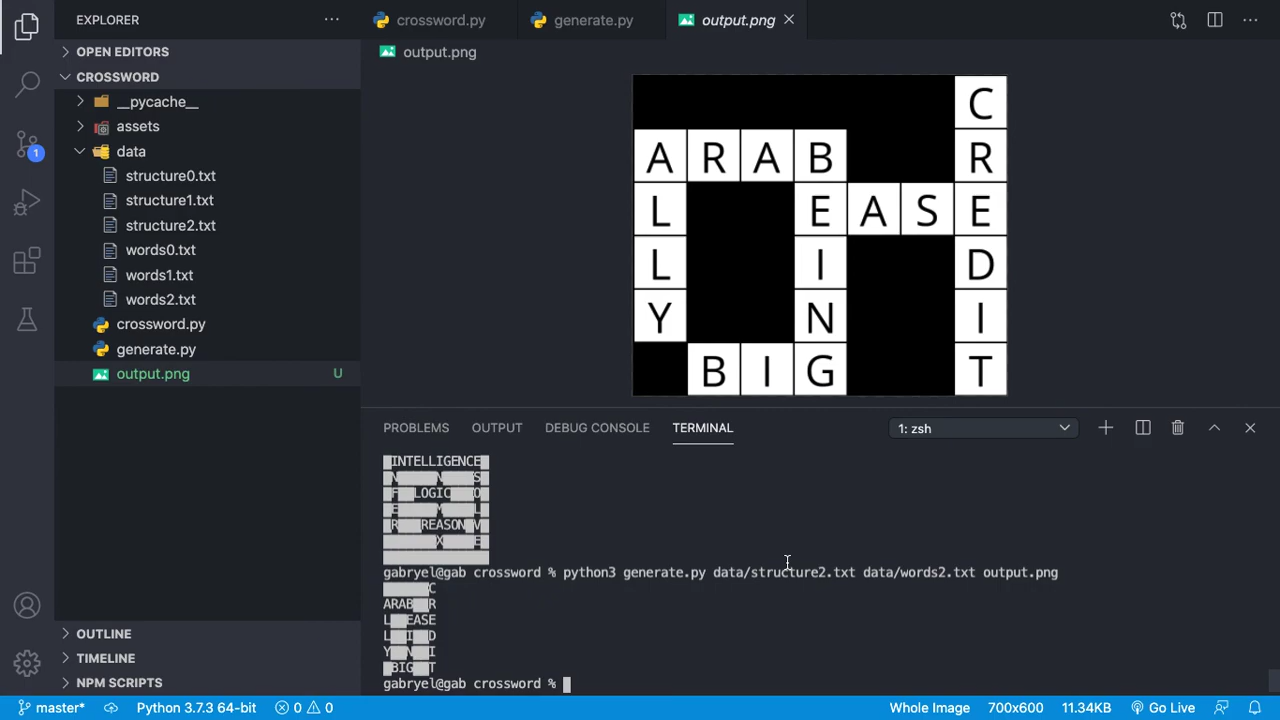 EXPLORER
crossword.py
generate.py
output.png
OPEN EDITORS
CROSSWORD
__pycache__
assets
data
structure0.txt
structure1.txt
structure2.txt
words0.txt
words1.txt
words2.txt
crossword.py
generate.py
output.png U
OUTLINE
TIMELINE
NPM SCRIPTS
1
output.png
C
A R A B R
L E A S E
L I D
Y N I
B I G T
PROBLEMS OUTPUT DEBUG CONSOLE TERMINAL 1: zsh
█INTELLIGENCE█
█N█████N████S█
█F██LOGIC███O█
█E█████M████L█
█R███REASON█V█
███████X████E█
██████████████
gabryel@gab crossword % python3 generate.py data/structure2.txt data/words2.txt output.png
██████C
ARAB██R
L██EASE
L██I██D
Y██N██I
█BIG██T
gabryel@gab crossword %
master* Python 3.7.3 64-bit 0 0 Whole Image 700x600 11.34KB Go Live